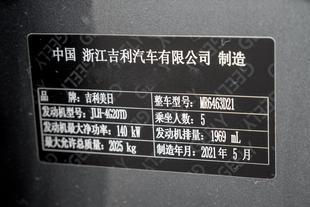 中国 浙江吉利汽车有限公司 制造
品 牌：吉利美日 整车型号 MR6463D21
发动机型号 JLH-4G20TD 乘坐人数 5
发动机最大净功率：140 kW 发动机排量：1969 mL
最大允许总质量：2025 kg 制造年月：2021 年 5 月
GEELY